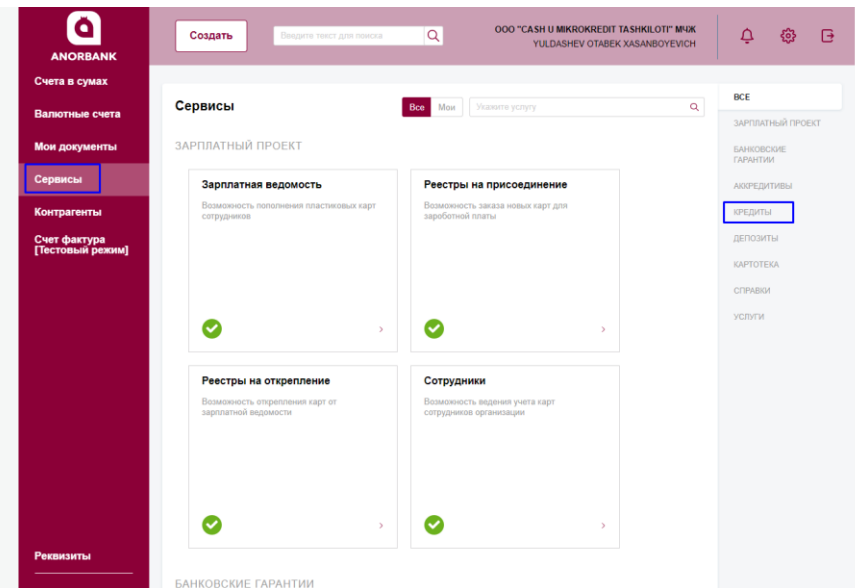 ANORBANK
Счета в сумах
Валютные счета
Мои документы
Сервисы
Контрагенты
Счет фактура
[Тестовый режим]
Реквизиты
Создать
Введите текст для поиска
ООО "CASH U MIKROKREDIT TASHKILOTI" МЧЖ
YULDASHEV OTABEK XASANBOYEVICH
Сервисы
Все
Мои
Укажите услугу
ЗАРПЛАТНЫЙ ПРОЕКТ
Зарплатная ведомость
Возможность пополнения пластиковых карт
сотрудников
Реестры на присоединение
Возможность заказа новых карт для
зароботной платы
Реестры на открепление
Возможность открепления карт от
зарплатной ведомости
Сотрудники
Возможность ведения учета карт
сотрудников организации
БАНКОВСКИЕ ГАРАНТИИ
ВСЕ
ЗАРПЛАТНЫЙ ПРОЕКТ
БАНКОВСКИЕ
ГАРАНТИИ
АККРЕДИТИВЫ
КРЕДИТЫ
ДЕПОЗИТЫ
КАРТОТЕКА
СПРАВКИ
УСЛУГИ